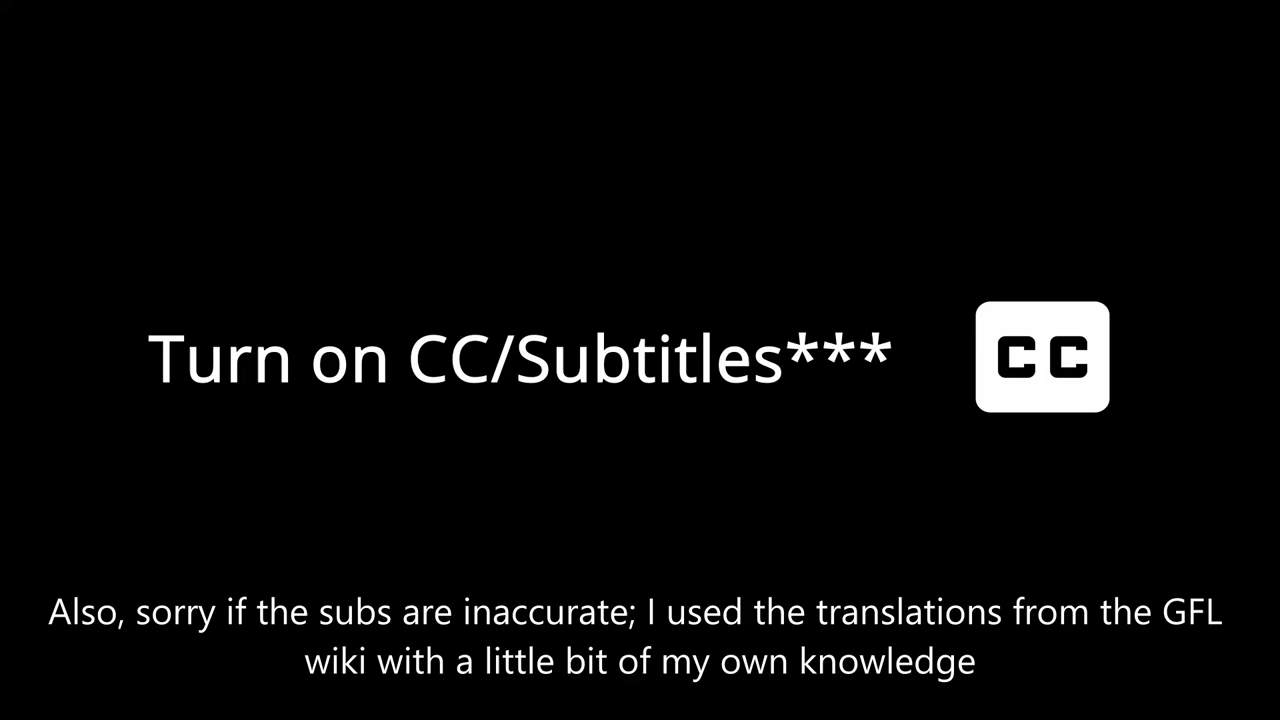 Turn on CC/Subtitles*** CC
Also, sorry if the subs are inaccurate; I used the translations from the GFL
wiki with a little bit of my own knowledge